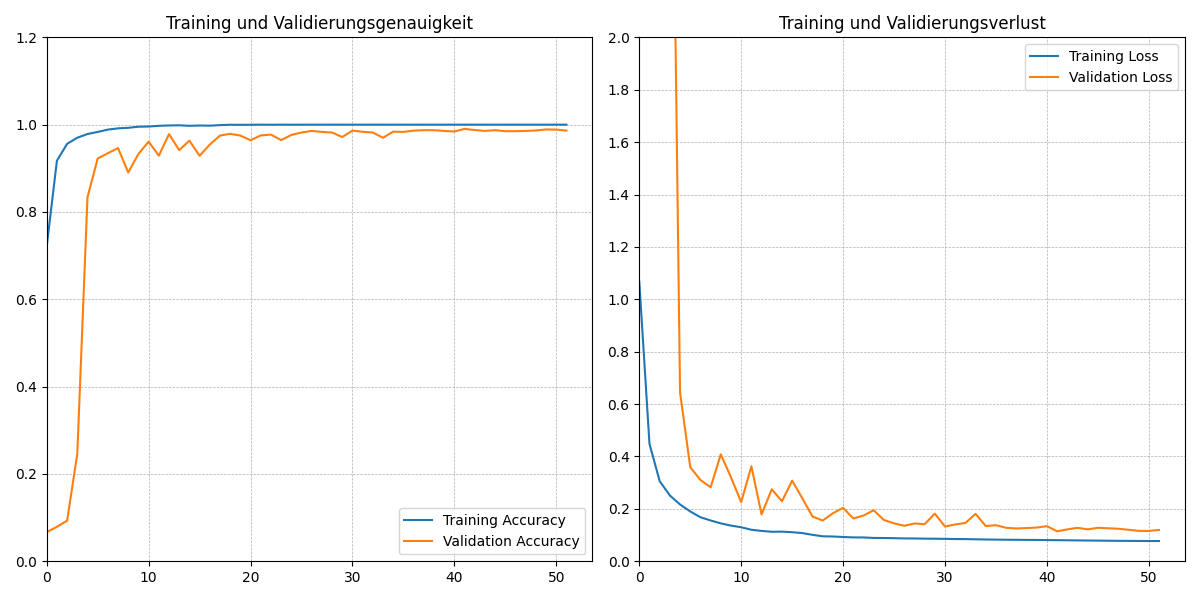 Training und Validierungsgenauigkeit
1.2
1.0
0.8
0.6
0.4
0.2
0.0
0 10 20 30 40 50
Training Accuracy
Validation Accuracy
Training und Validierungsverlust
2.0
1.8
1.6
1.4
1.2
1.0
0.8
0.6
0.4
0.2
0.0
0 10 20 30 40 50
Training Loss
Validation Loss